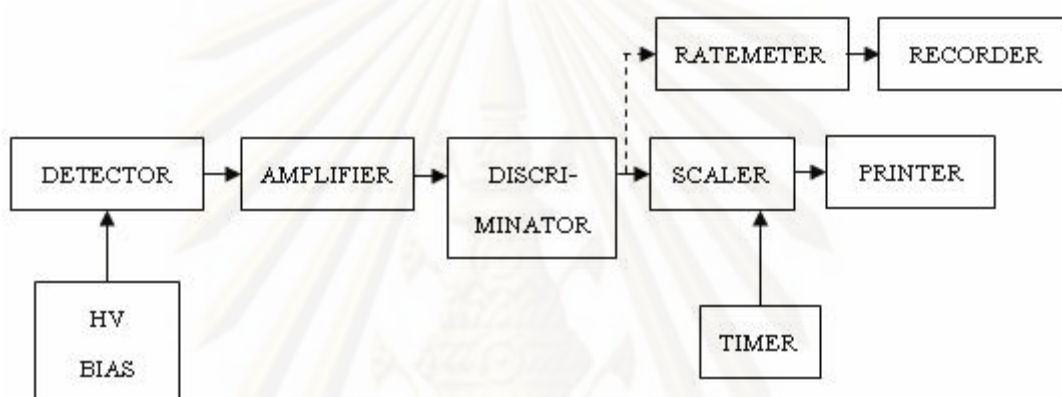 RATEMETER
RECORDER
DETECTOR
AMPLIFIER
DISCRI-
MINATOR
SCALER
PRINTER
HV
BIAS
TIMER